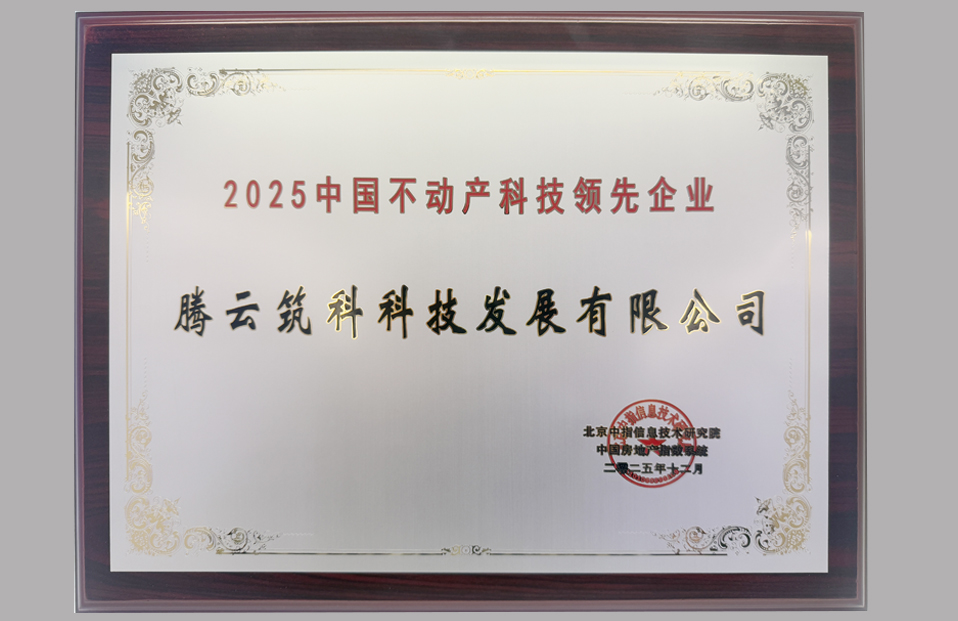 2025中国不动产科技领先企业
腾云筑科科技发展有限公司
北京中指信息技术研究院
中国房地产指数系统
二零二五年十二月